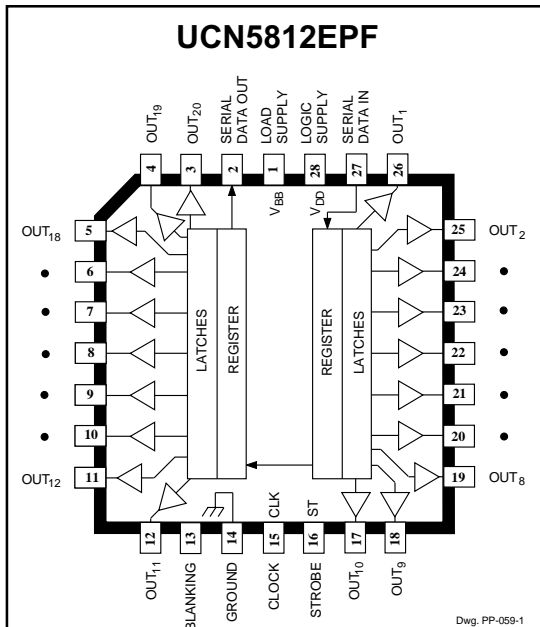 UCN5812EPF
OUT19
OUT20
SERIAL
DATA OUT
LOAD
SUPPLY
LOGIC
SUPPLY
SERIAL
DATA IN
OUT1
4
3
2
1
28
27
26
VBB
VDD
OUT18
5
6
7
8
9
10
OUT12
11
LATCHES
REGISTER
REGISTER
LATCHES
25
OUT2
24
23
22
21
20
19
OUT8
CLK
ST
12
13
14
15
16
17
18
OUT11
BLANKING
GROUND
CLOCK
STROBE
OUT10
OUT9
Dwg. PP-059-1